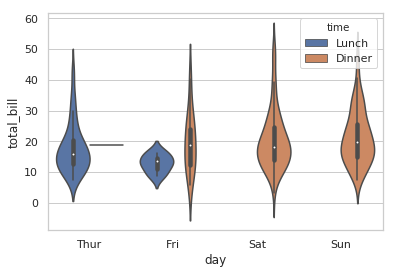 60
50
40
30
20
10
0
total_bill
time
Lunch
Dinner
Thur Fri Sat Sun
day